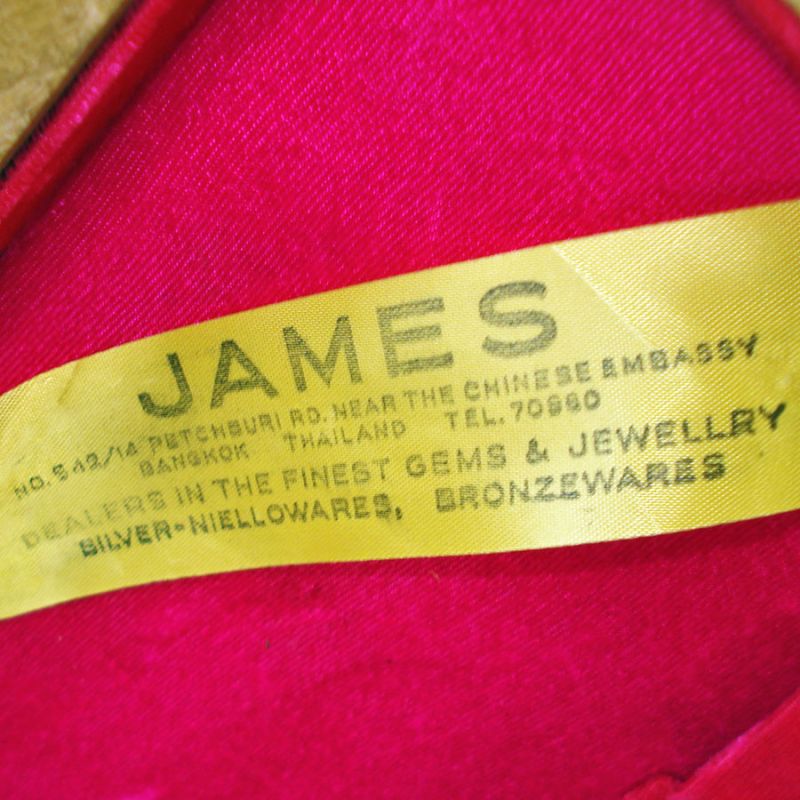 JAMES
NO. 542/14 PETCHBURI RD. NEAR THE CHINESE EMBASSY
BANGKOK THAILAND TEL. 70960
DEALERS IN THE FINEST GEMS & JEWELLRY
SILVER-NIELLOWARES, BRONZEWARES